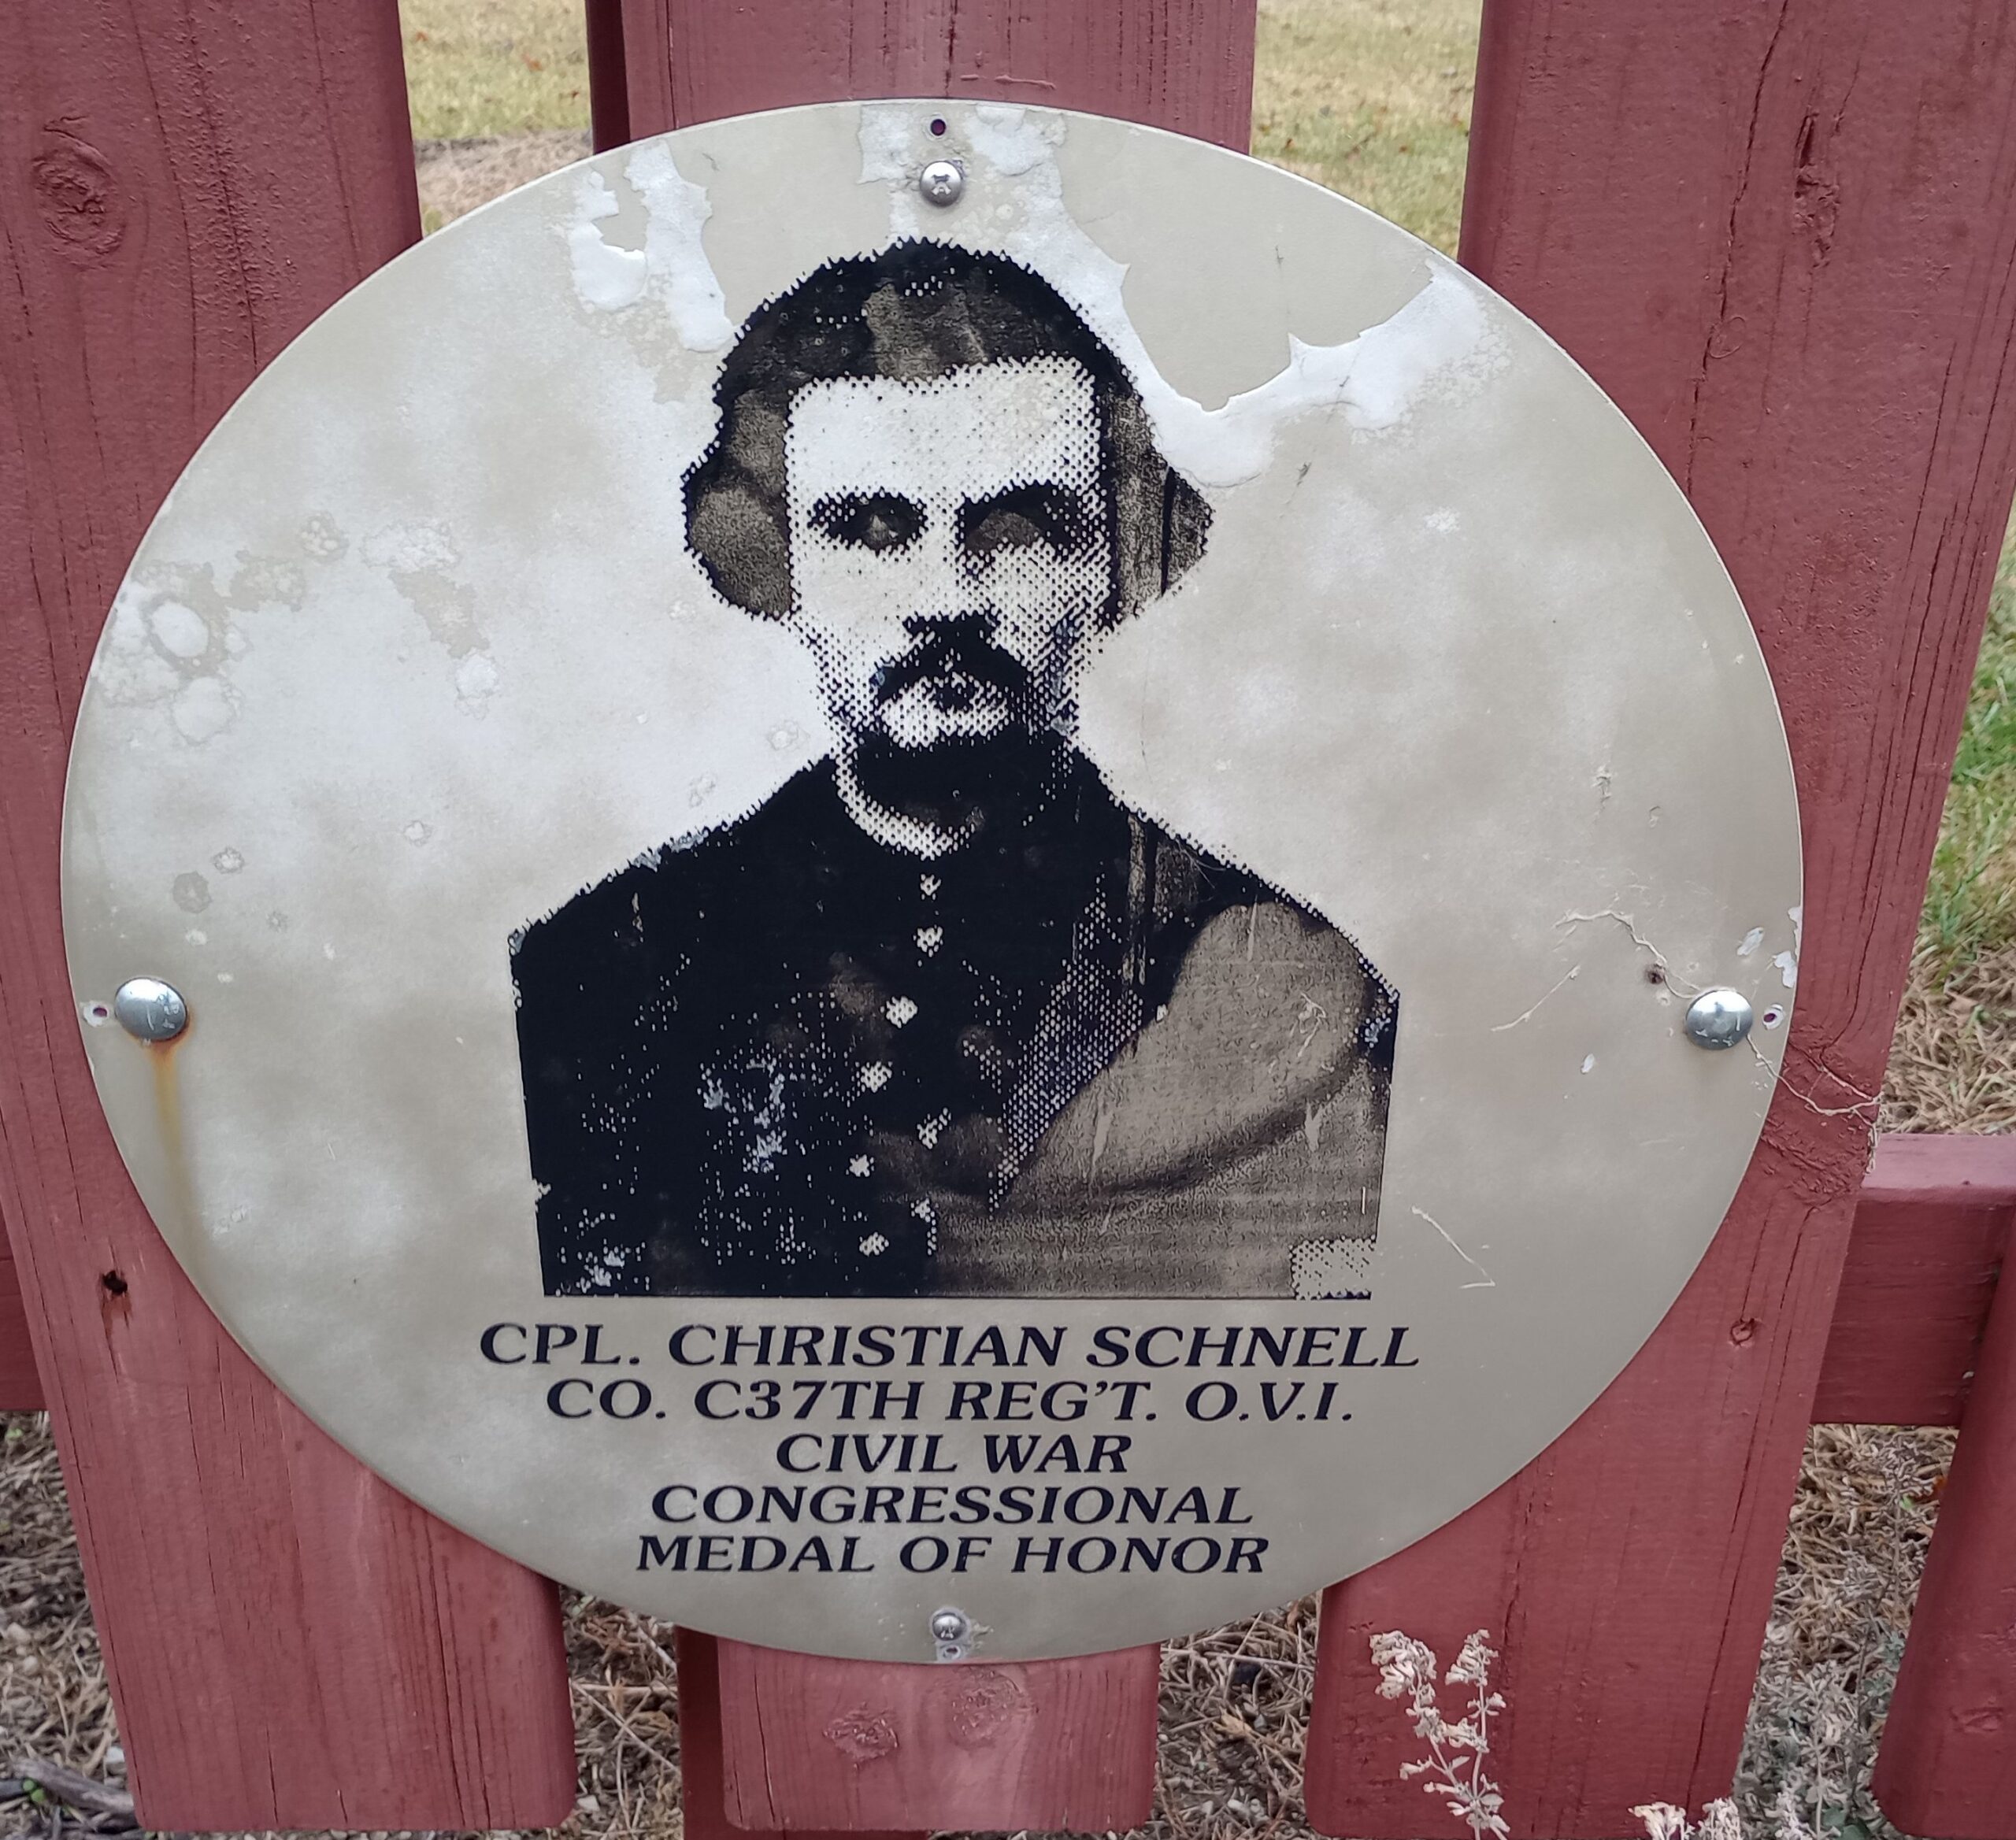 CPL. CHRISTIAN SCHNELL
CO. C37TH REG'T. O.V.I.
CIVIL WAR
CONGRESSIONAL
MEDAL OF HONOR